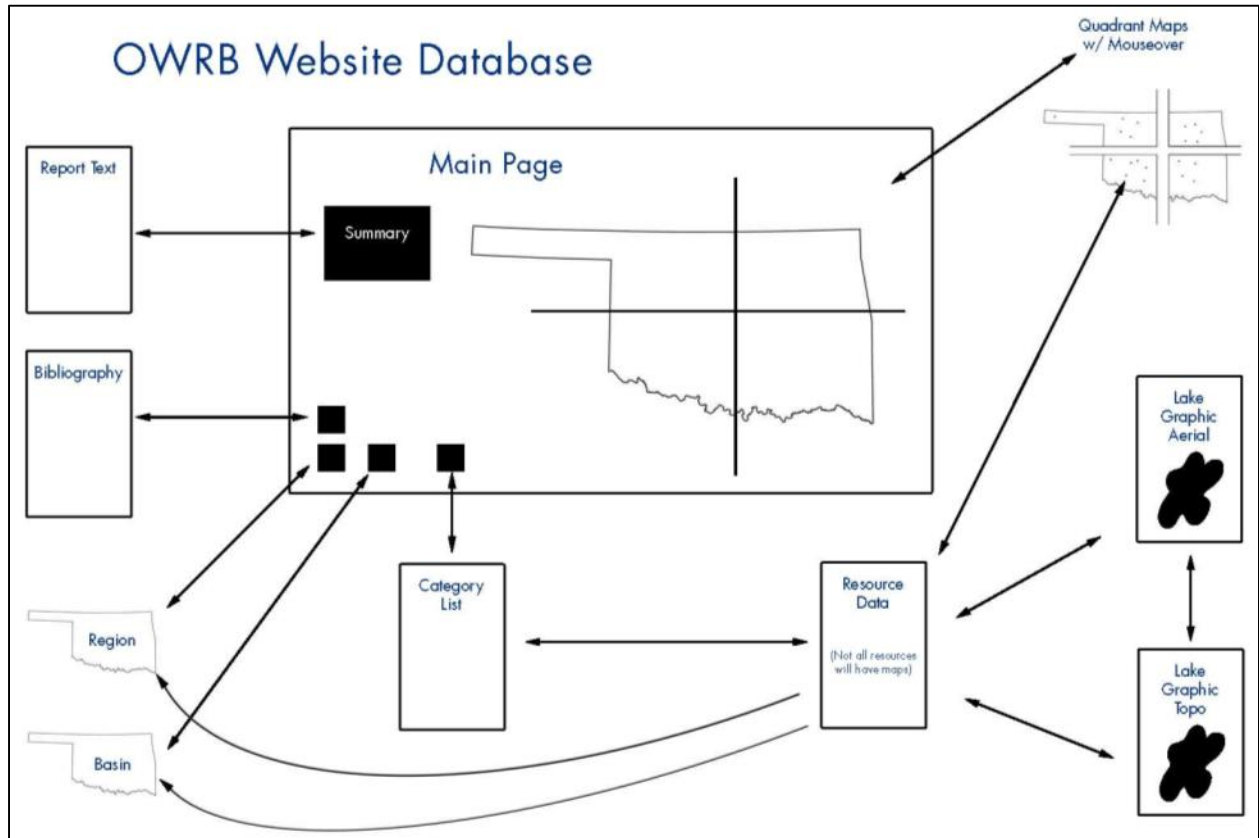 OWRB Website Database
Quadrant Maps
w/ Mouseover
Report Text
Main Page
Summary
Bibliography
Lake
Graphic
Aerial
Category
List
Resource
Data
(Not all resources
will have maps)
Region
Lake
Graphic
Topo
Basin